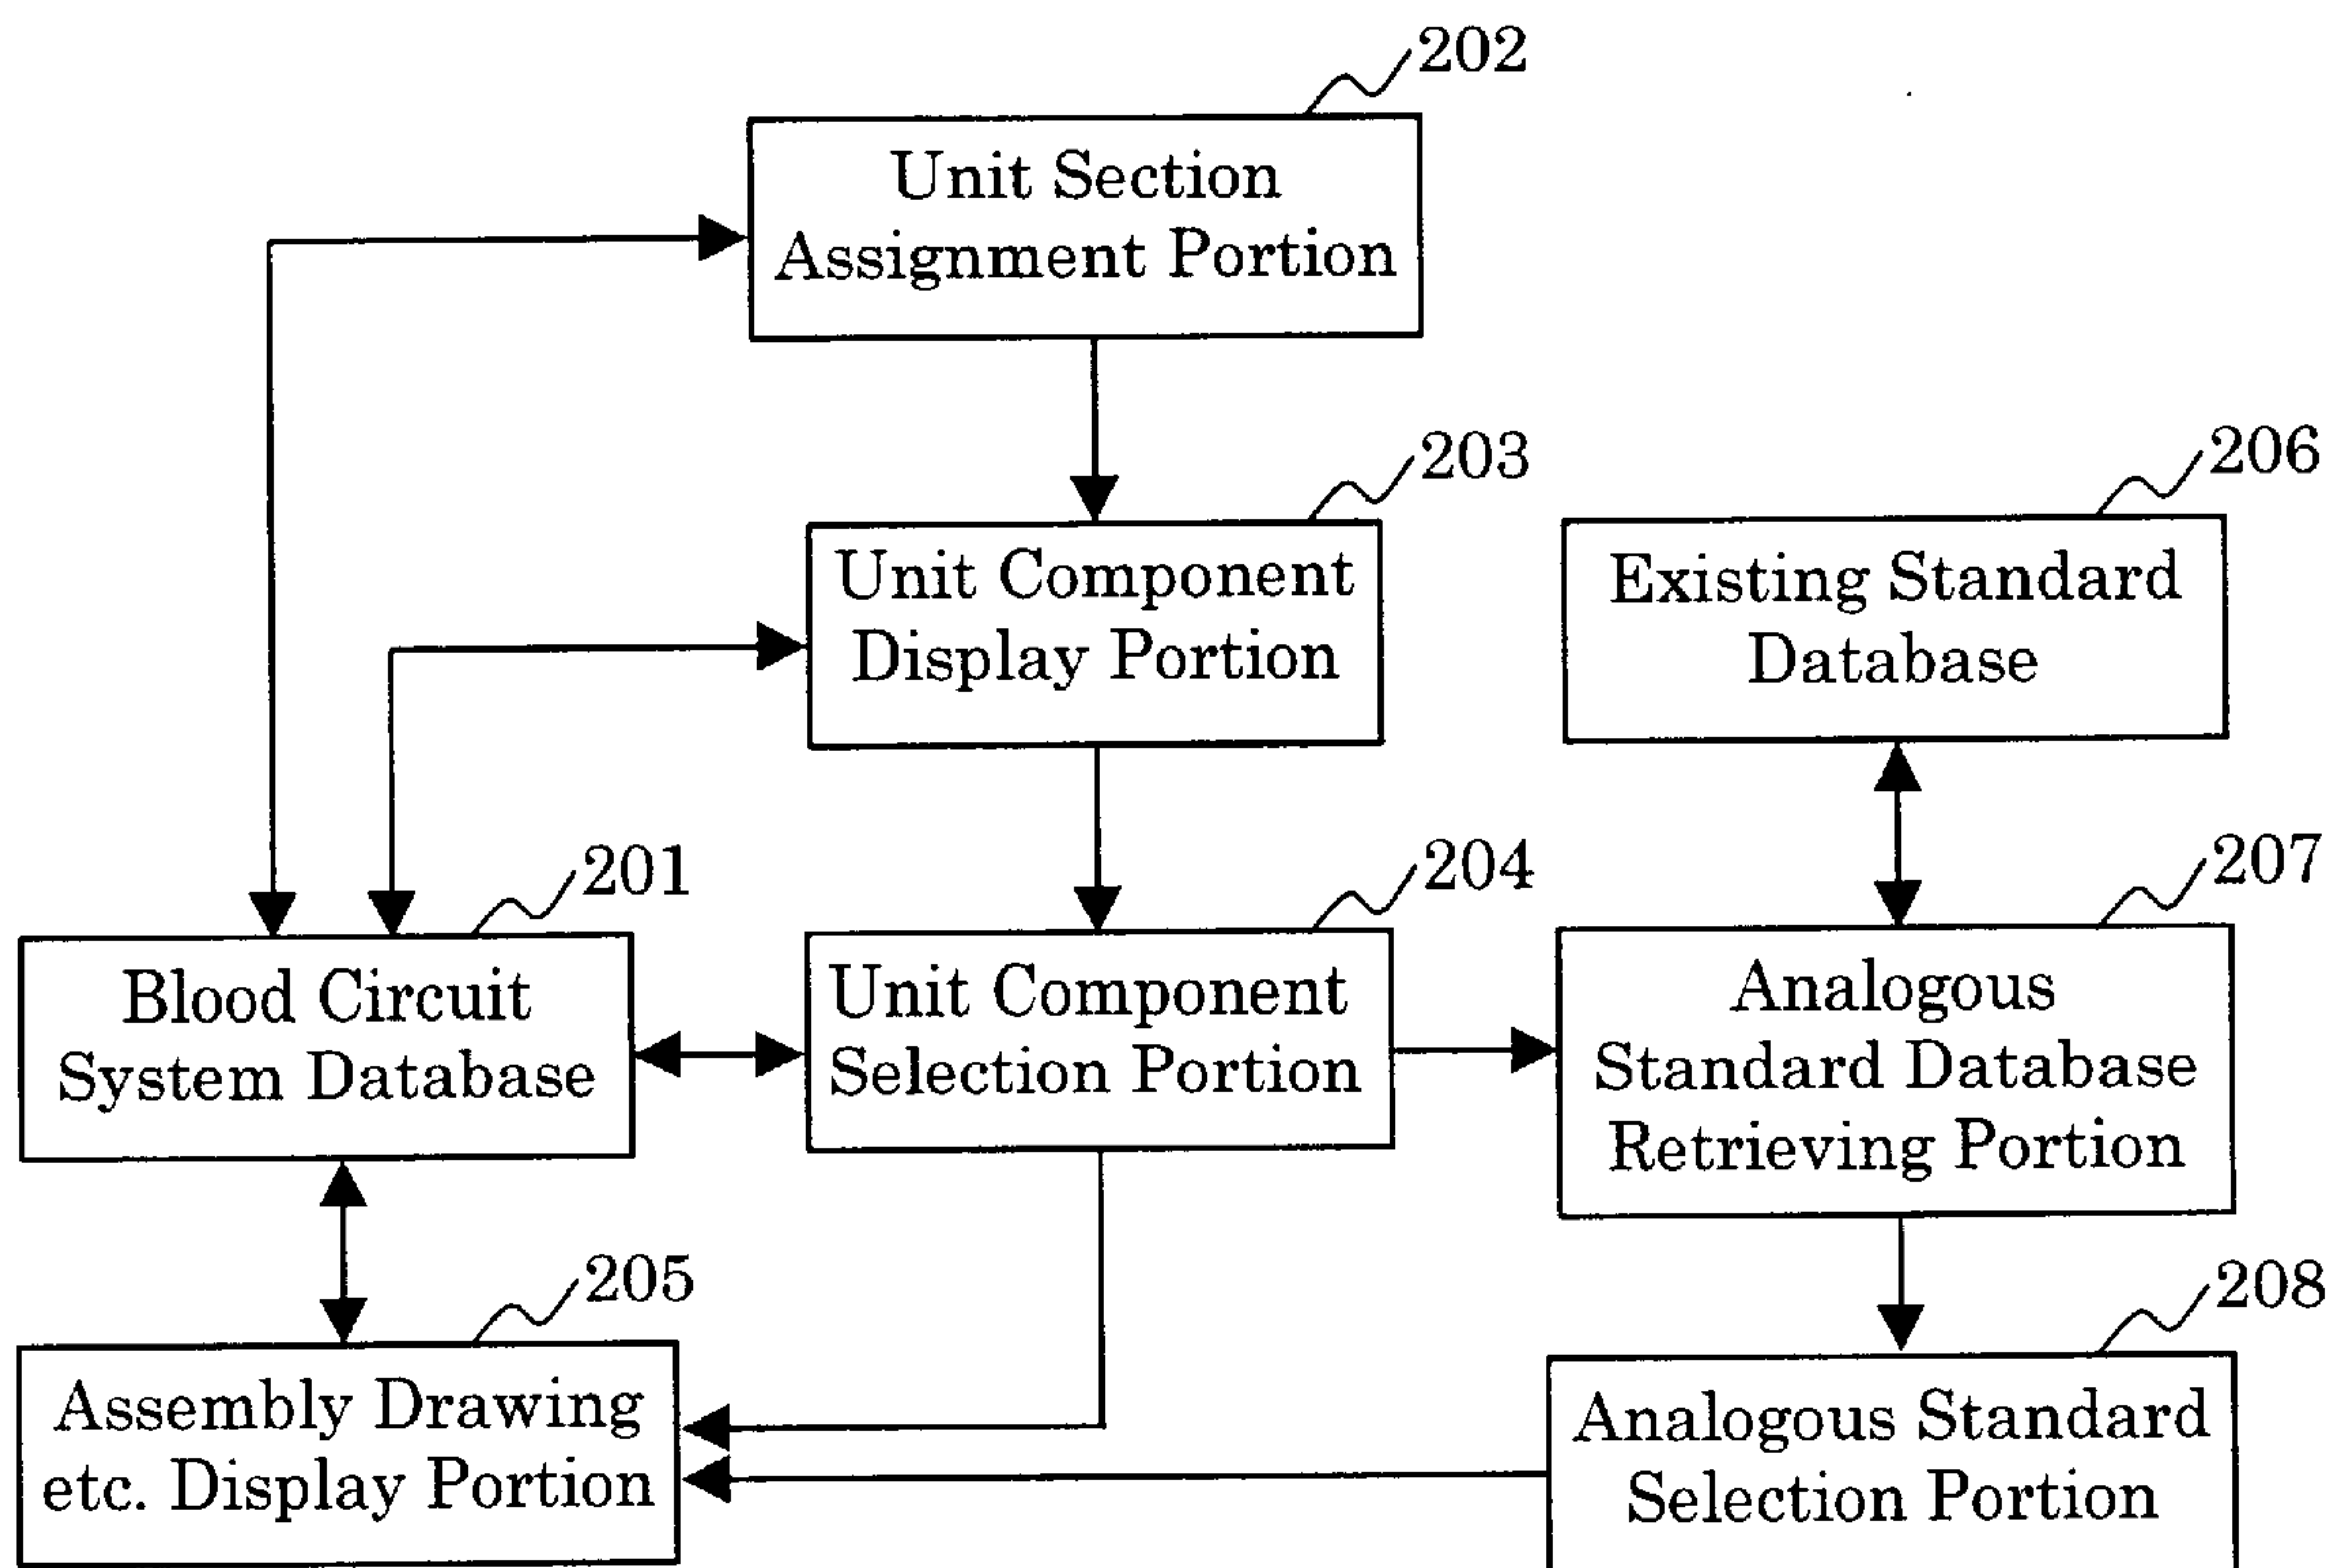 202
Unit Section
Assignment Portion
203
Unit Component
Display Portion
206
Existing Standard
Database
201
Blood Circuit
System Database
204
Unit Component
Selection Portion
207
Analogous
Standard Database
Retrieving Portion
205
Assembly Drawing
etc. Display Portion
208
Analogous Standard
Selection Portion